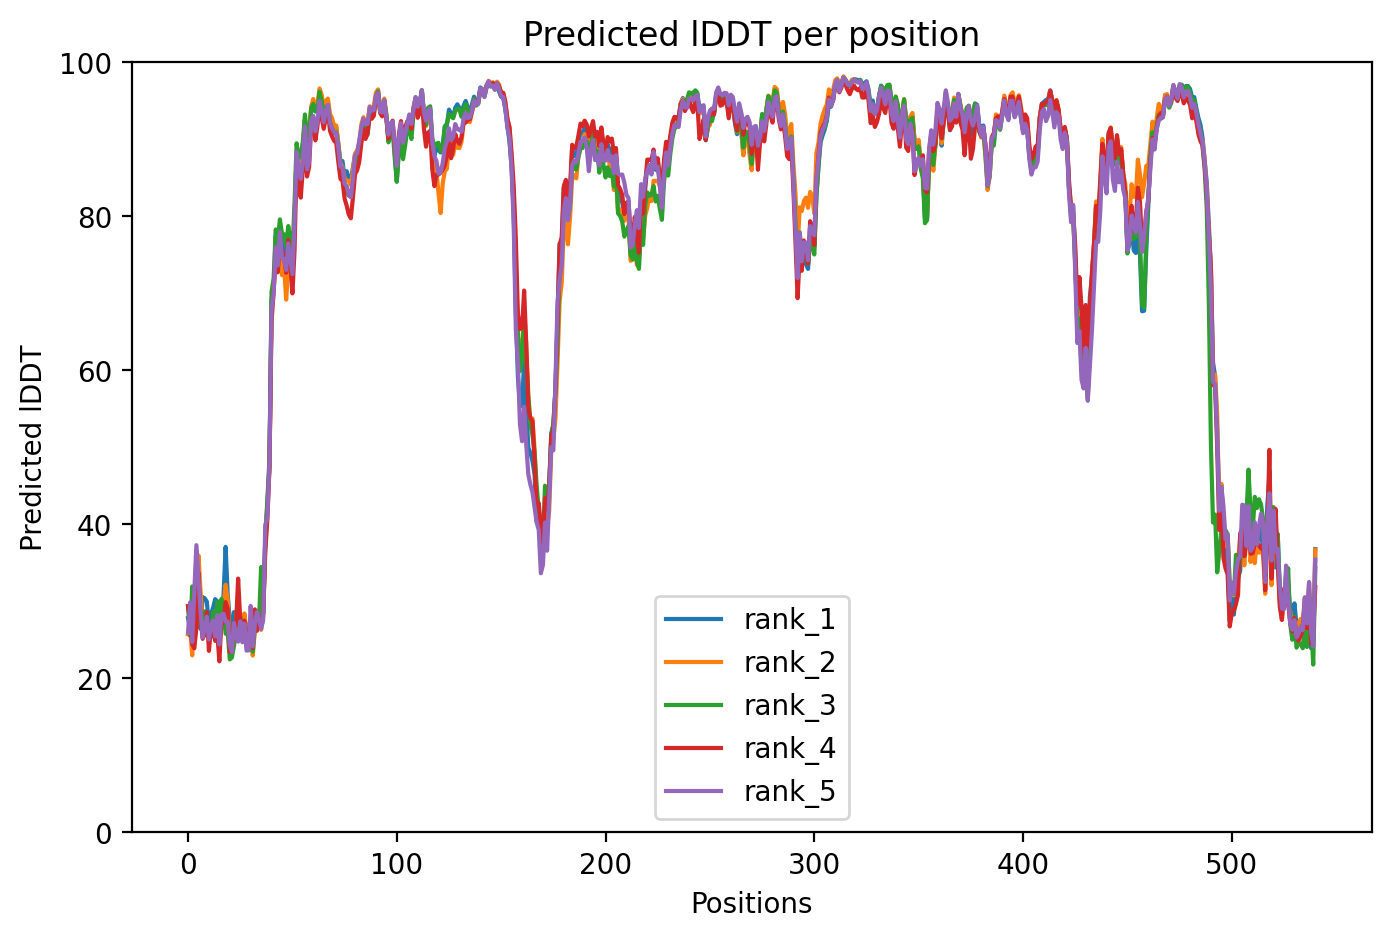 Predicted lDDT per position
100
80
60
40
20
0
Predicted lDDT
0 100 200 300 400 500
Positions
rank_1
rank_2
rank_3
rank_4
rank_5